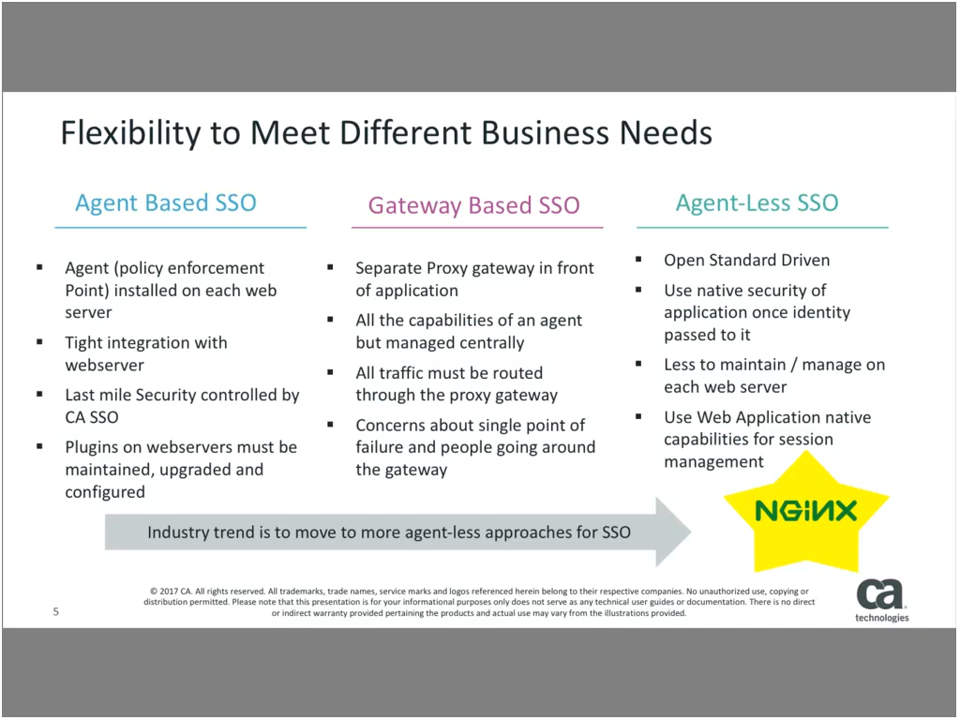 Flexibility to Meet Different Business Needs
Agent Based SSO
▪ Agent (policy enforcement
Point) installed on each web
server
▪ Tight integration with
webserver
▪ Last mile Security controlled by
CA SSO
▪ Plugins on webservers must be
maintained, upgraded and
configured
Gateway Based SSO
▪ Separate Proxy gateway in front
of application
▪ All the capabilities of an agent
but managed centrally
▪ All traffic must be routed
through the proxy gateway
▪ Concerns about single point of
failure and people going around
the gateway
Agent-Less SSO
▪ Open Standard Driven
▪ Use native security of
application once identity
passed to it
▪ Less to maintain / manage on
each web server
▪ Use Web Application native
capabilities for session
management
NGiNX
Industry trend is to move to more agent-less approaches for SSO
5
© 2017 CA. All rights reserved. All trademarks, trade names, service marks and logos referenced herein belong to their respective companies. No unauthorized use, copying or
distribution permitted. Please note that this presentation is for your informational purposes only does not serve as any technical user guides or documentation. There is no direct
or indirect warranty provided pertaining the products and actual use may vary from the illustrations provided.
ca
technologies